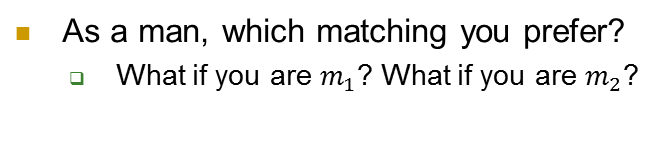 As a man, which matching you prefer?
What if you are m₁? What if you are m₂?